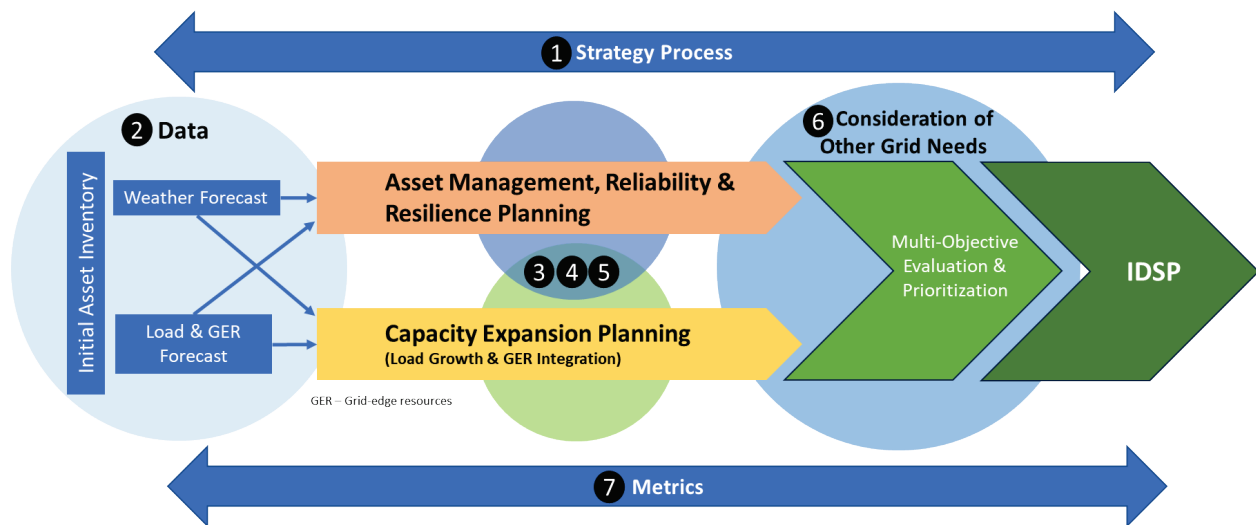 1 Strategy Process
2 Data
Initial Asset Inventory
Weather Forecast
Load & GER
Forecast
Asset Management, Reliability &
Resilience Planning
3 4 5
Capacity Expansion Planning
(Load Growth & GER Integration)
GER – Grid-edge resources
6 Consideration of
Other Grid Needs
Multi-Objective
Evaluation &
Prioritization
IDSP
7 Metrics